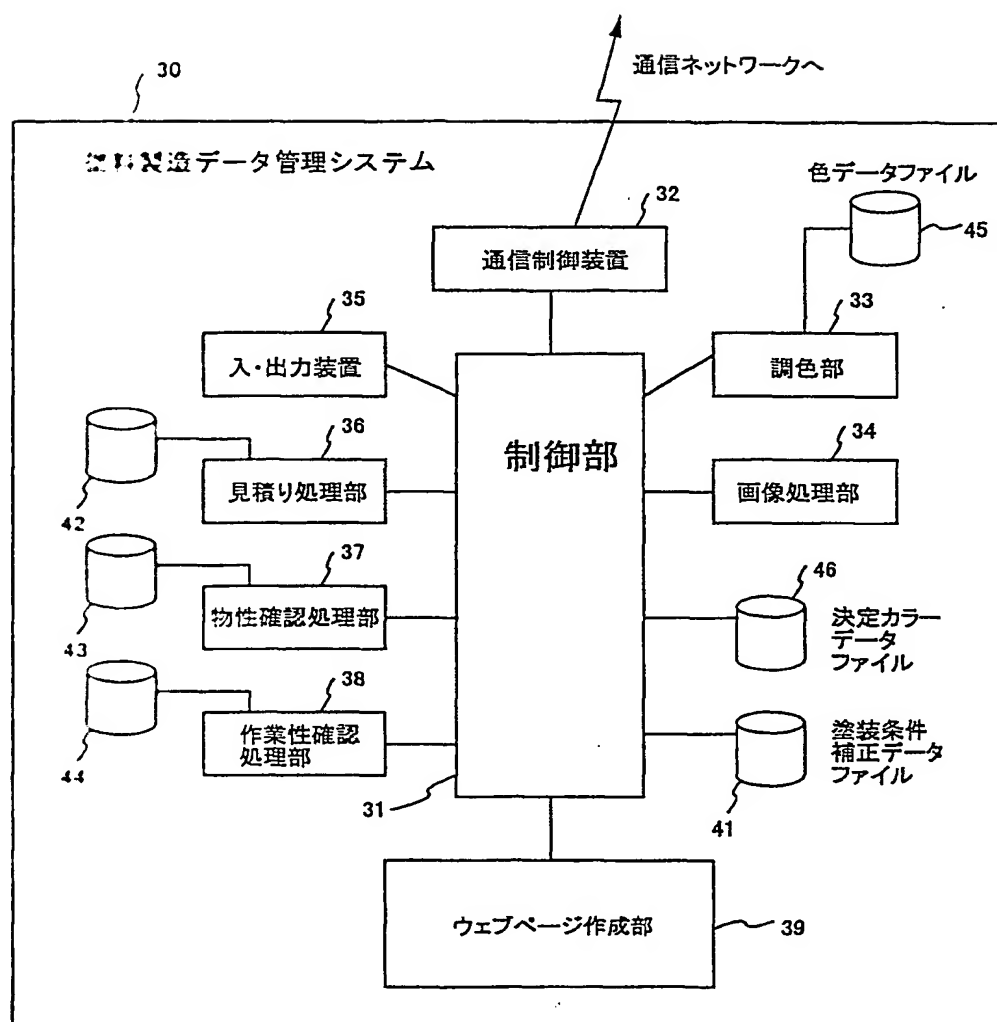 通信ネットワークへ
30
製造データ管理システム
色データファイル
45
32
通信制御装置
35
入・出力装置
33
調色部
制御部
36
見積り処理部
42
34
画像処理部
37
物性確認処理部
43
46
決定カラー
データ
ファイル
38
作業性確認
処理部
44
塗装条件
補正データ
ファイル
41
31
ウェブページ作成部
39